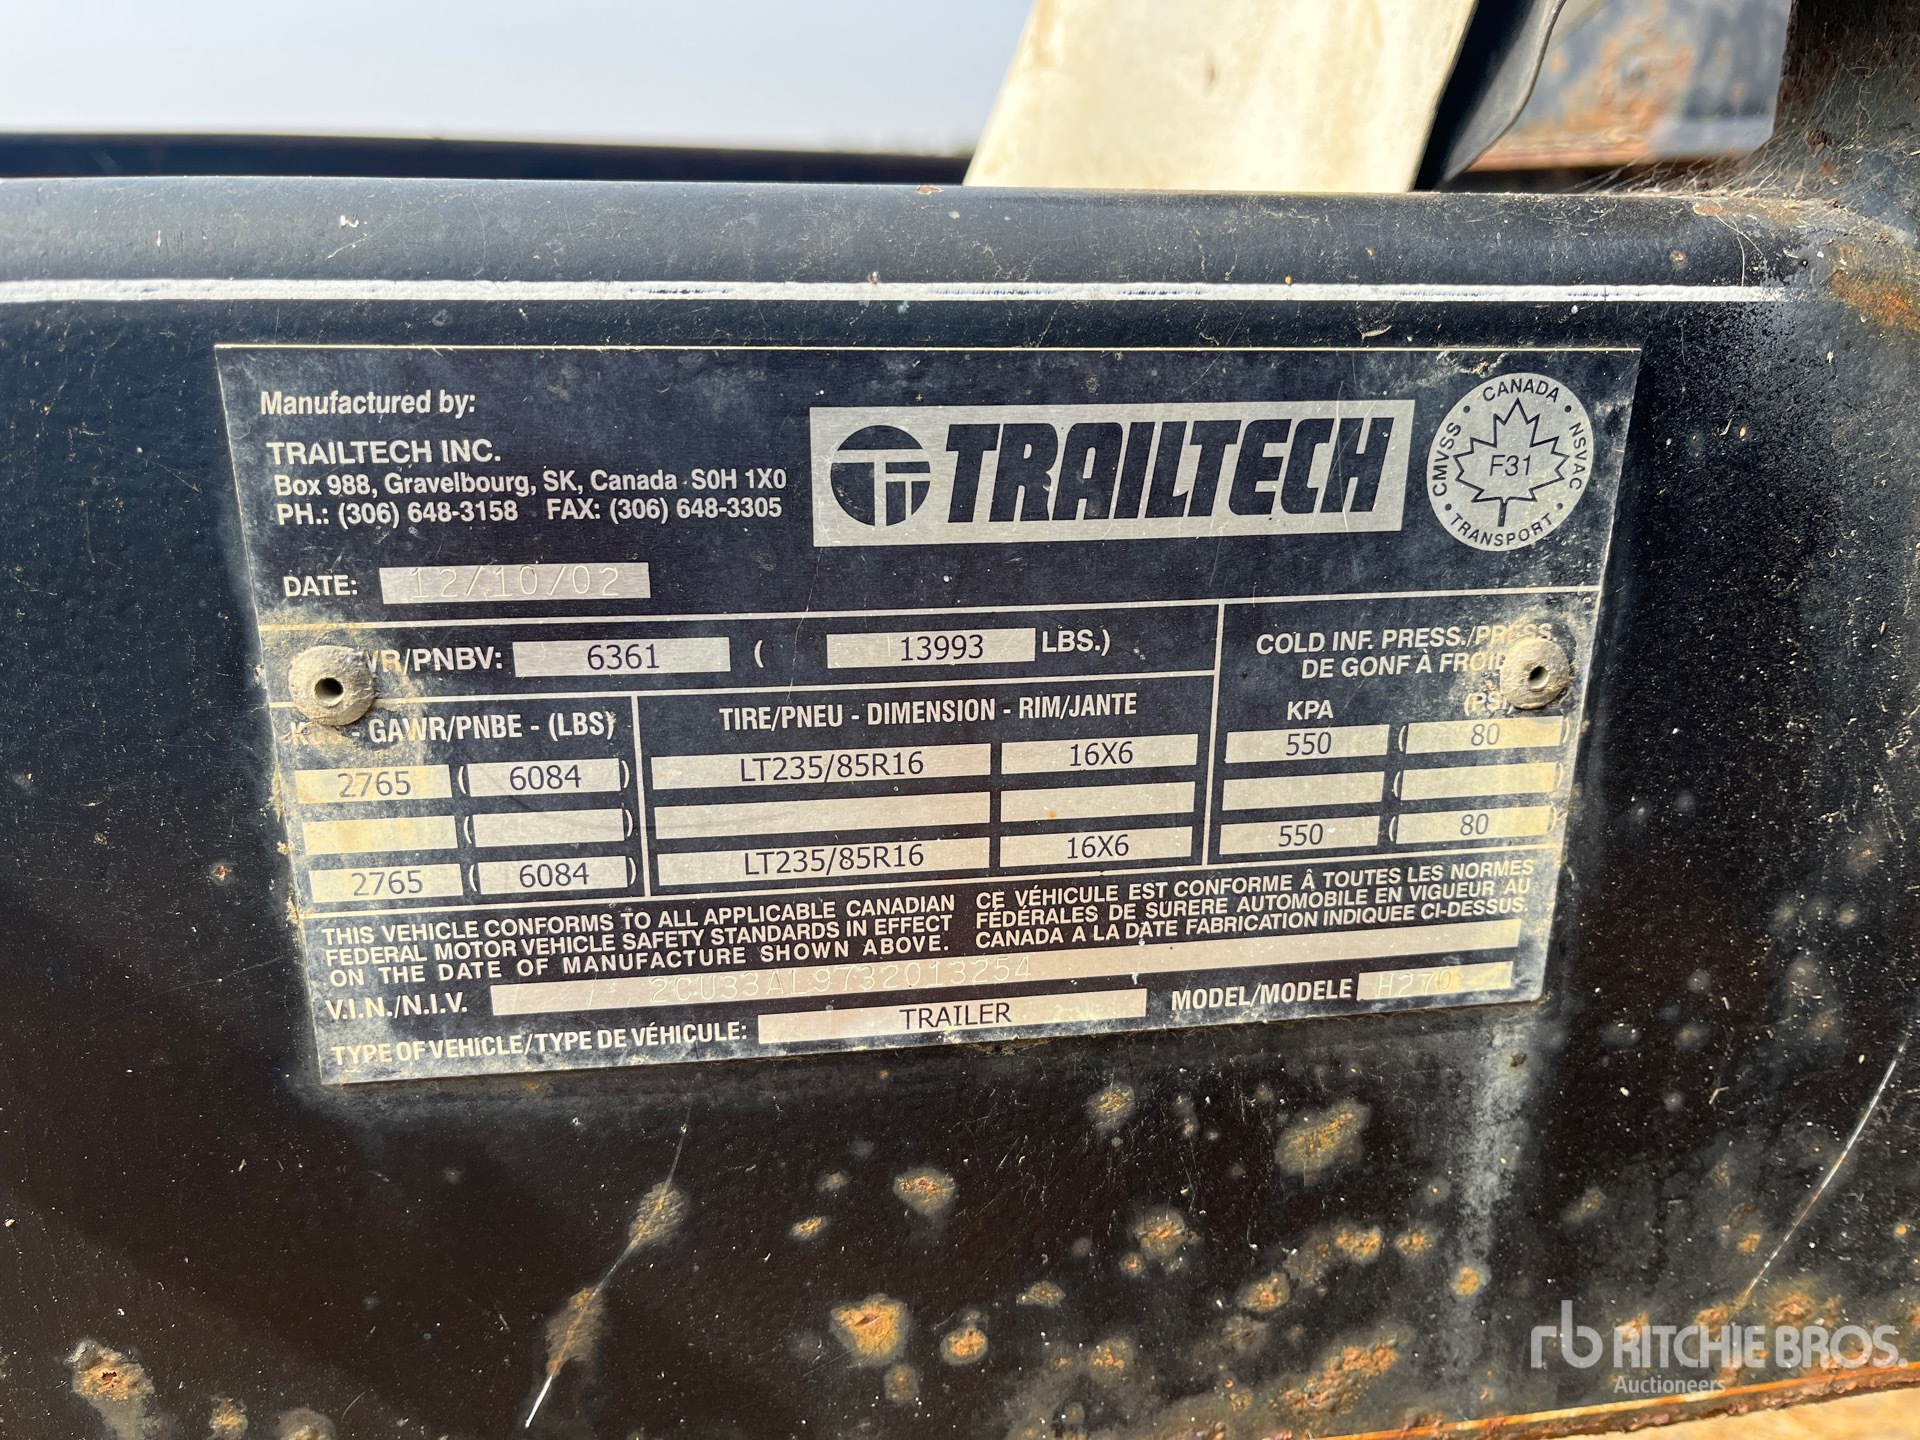 Manufactured by:
TRAILTECH INC.
Box 988, Gravelbourg, SK, Canada S0H 1X0
PH.: (306) 648-3158 FAX: (306) 648-3305
TRAILTECH
CANADA
CMVSS
NSVAC
F31
TRANSPORT
DATE: 12/10/02
VR/PNBV: 6361 ( 13993 LBS.)
COLD INF. PRESS./PRESS.
DE GONF À FROID
KPA (PSI)
- GAWR/PNBE - (LBS)
TIRE/PNEU - DIMENSION - RIM/JANTE
2765 ( 6084 ) LT235/85R16 16X6 550 ( 80 )
( )
2765 ( 6084 ) LT235/85R16 16X6 550 ( 80
THIS VEHICLE CONFORMS TO ALL APPLICABLE CANADIAN
FEDERAL MOTOR VEHICLE SAFETY STANDARDS IN EFFECT
ON THE DATE OF MANUFACTURE SHOWN ABOVE.
CE VÉHICULE EST CONFORME À TOUTES LES NORMES
FÉDÉRALES DE SURERE AUTOMOBILE EN VIGUEUR AU
CANADA A LA DATE FABRICATION INDIQUEE CI-DESSUS.
V.I.N./N.I.V. 2CU33AL9732013254
TYPE OF VEHICLE/TYPE DE VÉHICULE: TRAILER
MODEL/MODELE H270
rb RITCHIE BROS.
Auctioneers